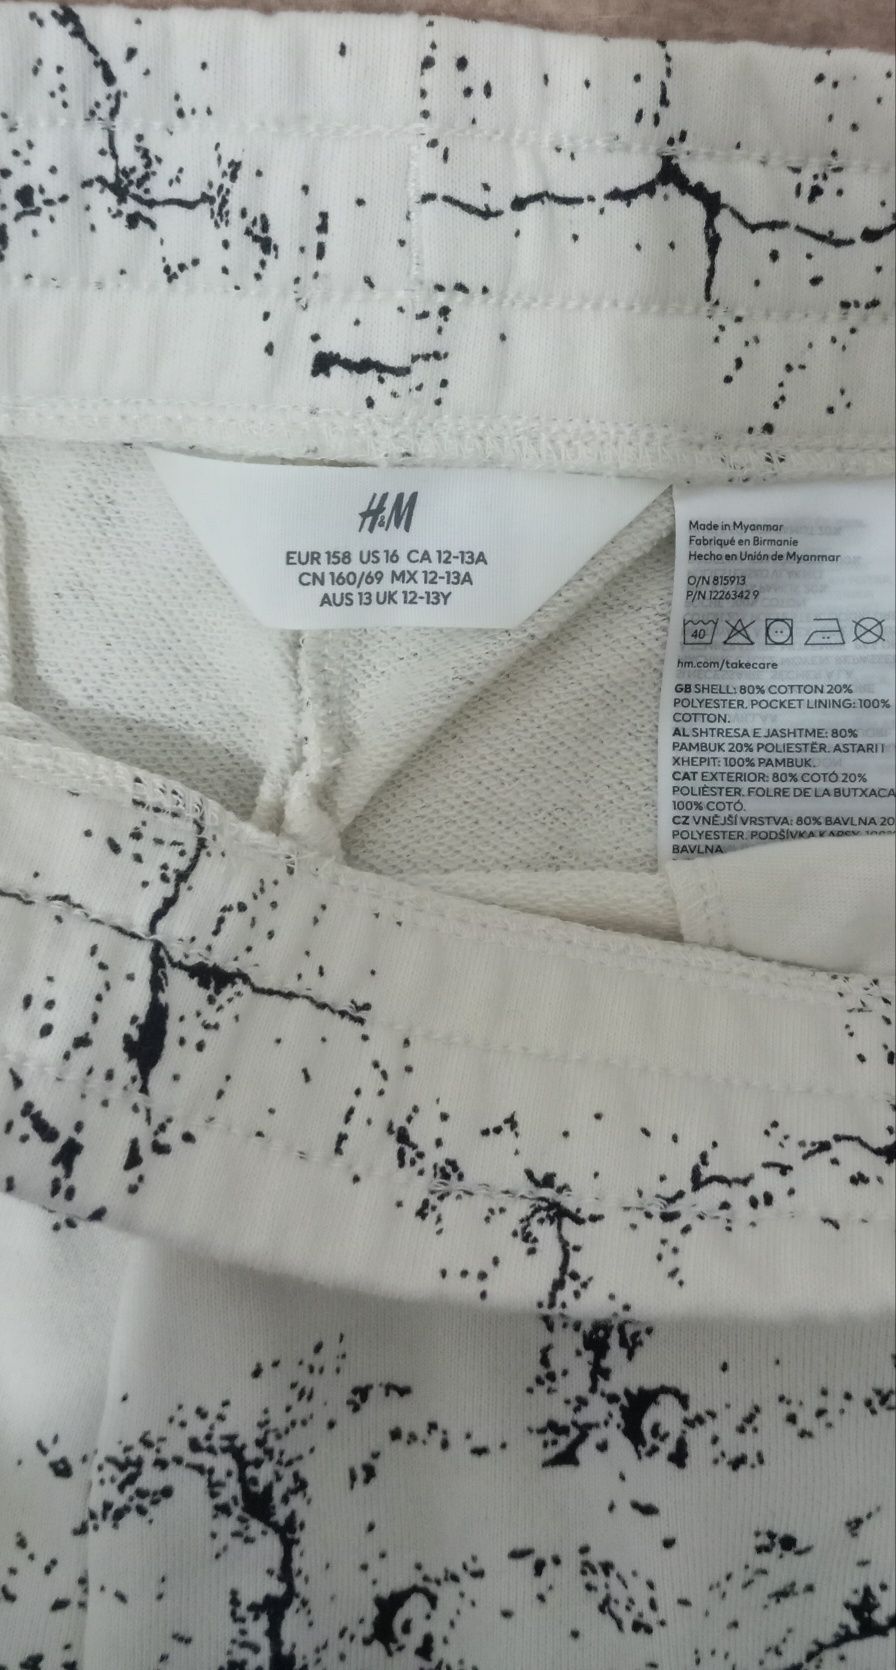 H&M
EUR 158 US 16 CA 12-13A
CN 160/69 MX 12-13A
AUS 13 UK 12-13Y
Made in Myanmar
Fabriqué en Birmanie
Hecho en Unión de Myanmar
O/N 815913
P/N 1226342 9
40
hm.com/takecare
GB SHELL: 80% COTTON 20%
POLYESTER. POCKET LINING: 100%
COTTON.
AL SHTRESA E JASHTME: 80%
PAMBUK 20% POLIESTËR. ASTARI I
XHEPIT: 100% PAMBUK.
CAT EXTERIOR: 80% COTÓ 20%
POLIÈSTER. FOLRE DE LA BUTXACA
100% COTÓ.
CZ VNĚJŠÍ VRSTVA: 80% BAVLNA 20
POLYESTER. PODŠÍVKA KAPSY: 100%
BAVLNA